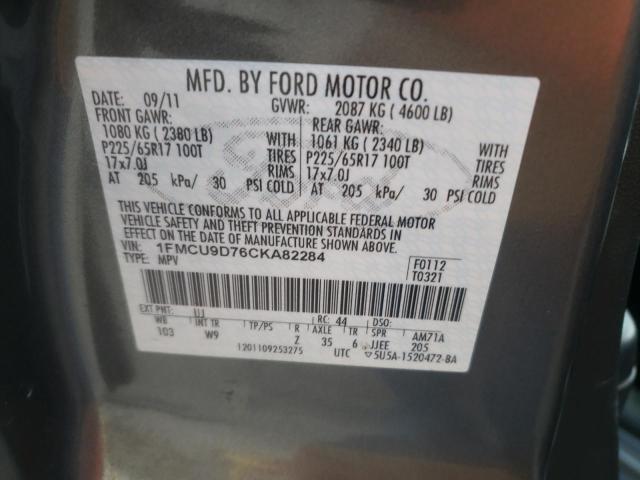 MFD. BY FORD MOTOR CO.
DATE: 09/11 GVWR: 2087 KG ( 4600 LB)
FRONT GAWR: REAR GAWR:
1080 KG ( 2380 LB) WITH 1061 KG ( 2340 LB) WITH
P225/65R17 100T TIRES P225/65R17 100T TIRES
17x7.0J RIMS 17x7.0J RIMS
AT 205 kPa/ 30 PSI COLD AT 205 kPa/ 30 PSI COLD
Ford
THIS VEHICLE CONFORMS TO ALL APPLICABLE FEDERAL MOTOR
VEHICLE SAFETY AND THEFT PREVENTION STANDARDS IN
EFFECT ON THE DATE OF MANUFACTURE SHOWN ABOVE.
VIN: 1FMCU9D76CKA82284
TYPE: MPV
F0112
T0321
EXT PNT: UJ RC: 44 DSO:
WB INT TR TP/PS R AXLE TR SPR AM71A
103 W9 Z 35 6 JJEE 205
1201109253275 UTC 5U5A-1520472-BA